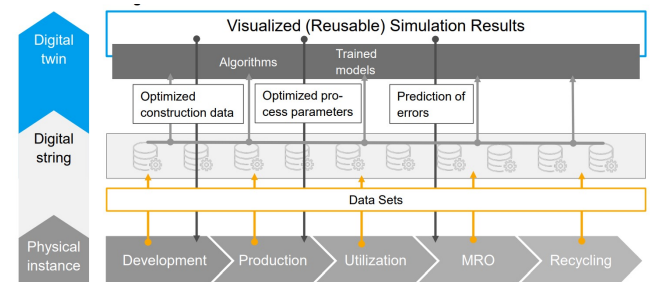 Visualized (Reusable) Simulation Results
Digital
twin
Algorithms
Trained
models
Optimized
construction data
Optimized pro-
cess parameters
Prediction of
errors
Digital
string
Data Sets
Physical
instance
Development
Production
Utilization
MRO
Recycling